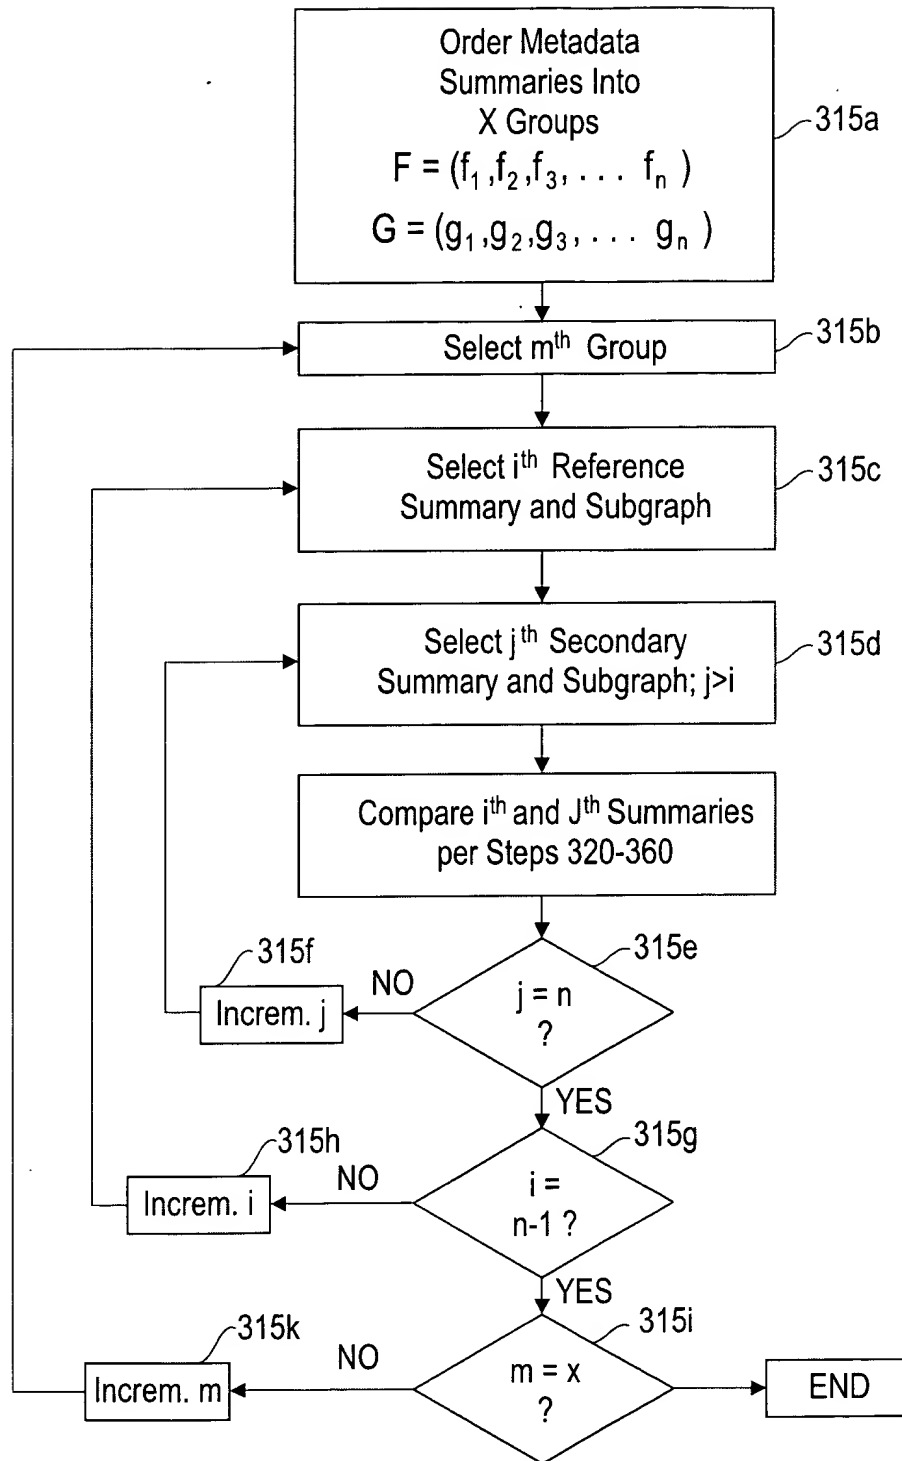 Order Metadata
Summaries Into
X Groups
F = (f₁,f₂,f₃, . . . fₙ )
G = (g₁,g₂,g₃, . . . gₙ )
315a
Select mᵗʰ Group
315b
Select iᵗʰ Reference
Summary and Subgraph
315c
Select jᵗʰ Secondary
Summary and Subgraph; j>i
315d
Compare iᵗʰ and Jᵗʰ Summaries
per Steps 320-360
315e
j = n
?
NO
315f
Increm. j
YES
315g
i =
n-1 ?
NO
315h
Increm. i
YES
315i
m = x
?
NO
315k
Increm. m
END